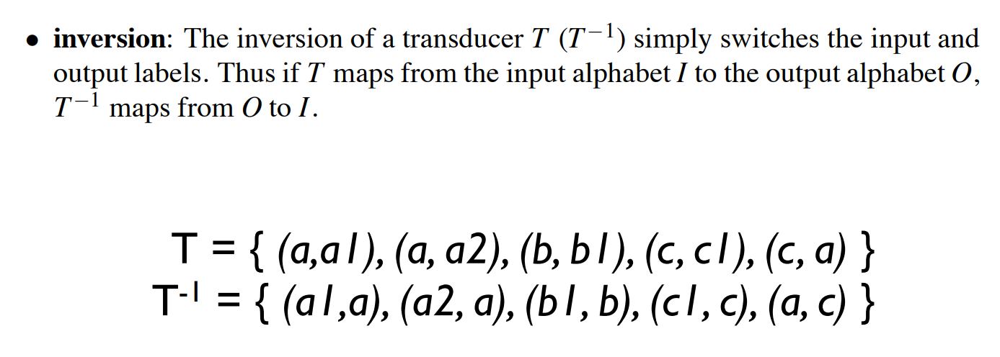 • inversion: The inversion of a transducer T (T⁻¹) simply switches the input and
output labels. Thus if T maps from the input alphabet I to the output alphabet O,
T⁻¹ maps from O to I.
T = { (a,a1), (a, a2), (b, b1), (c, c1), (c, a) }
T⁻¹ = { (a1,a), (a2, a), (b1, b), (c1, c), (a, c) }